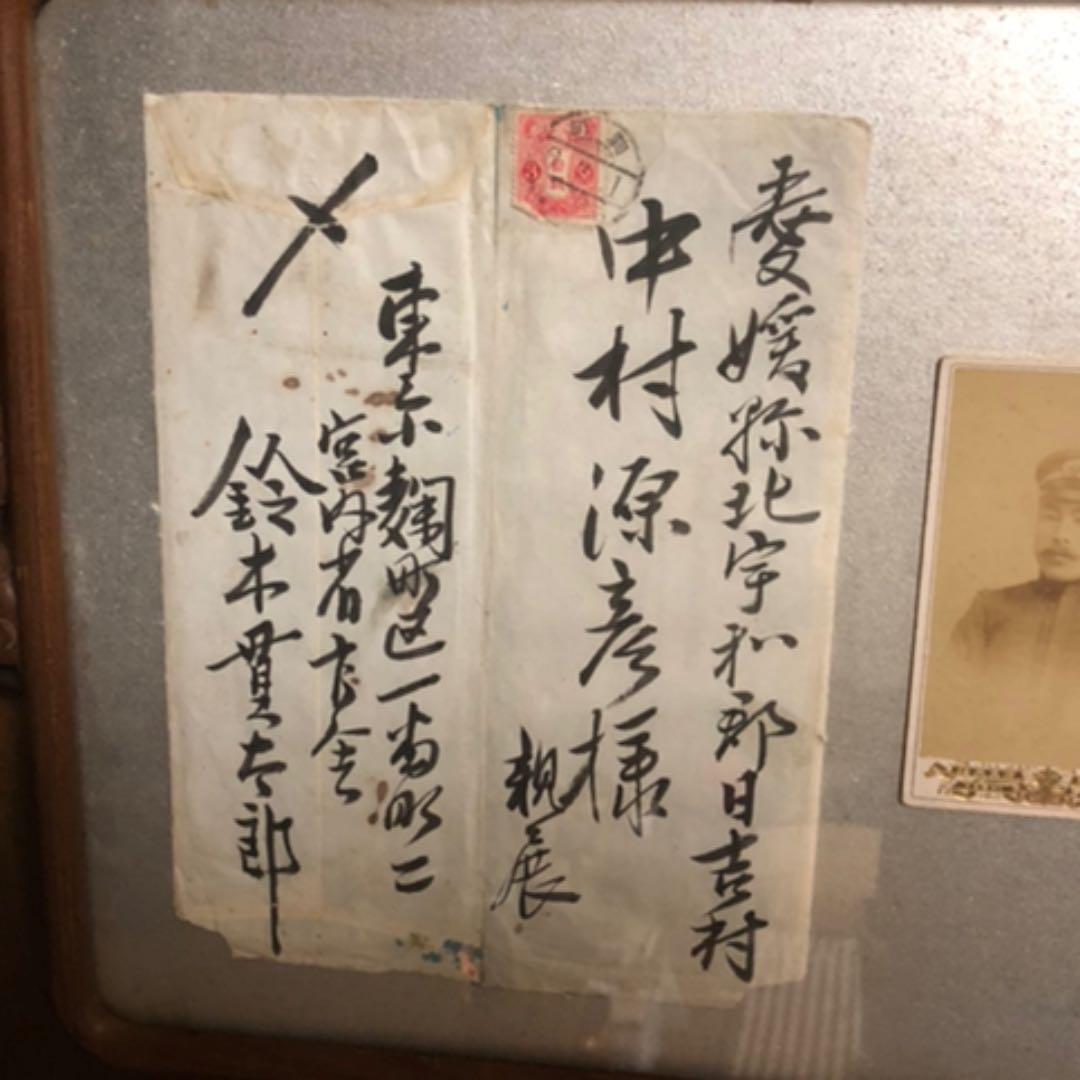 愛媛縣北宇和郡日吉村
中村源彦様
親展
東京麹町区一番町二
宮内省官舎
鈴木貫太郎
〆